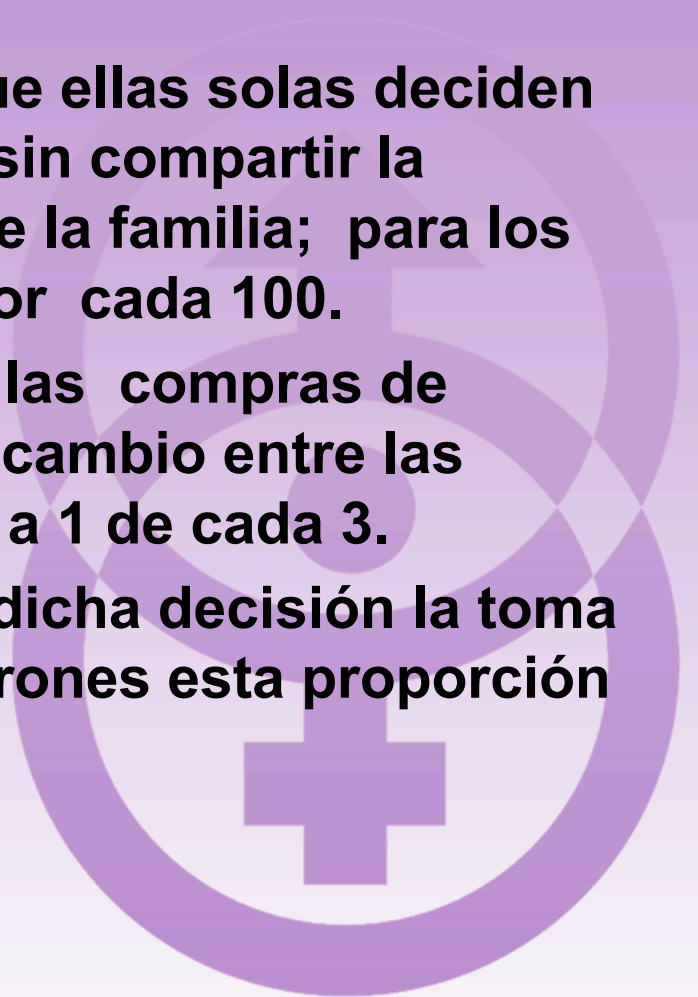 ue ellas solas deciden
sin compartir la
e la familia; para los
or cada 100.
las compras de
cambio entre las
a 1 de cada 3.
dicha decisión la toma
rones esta proporción